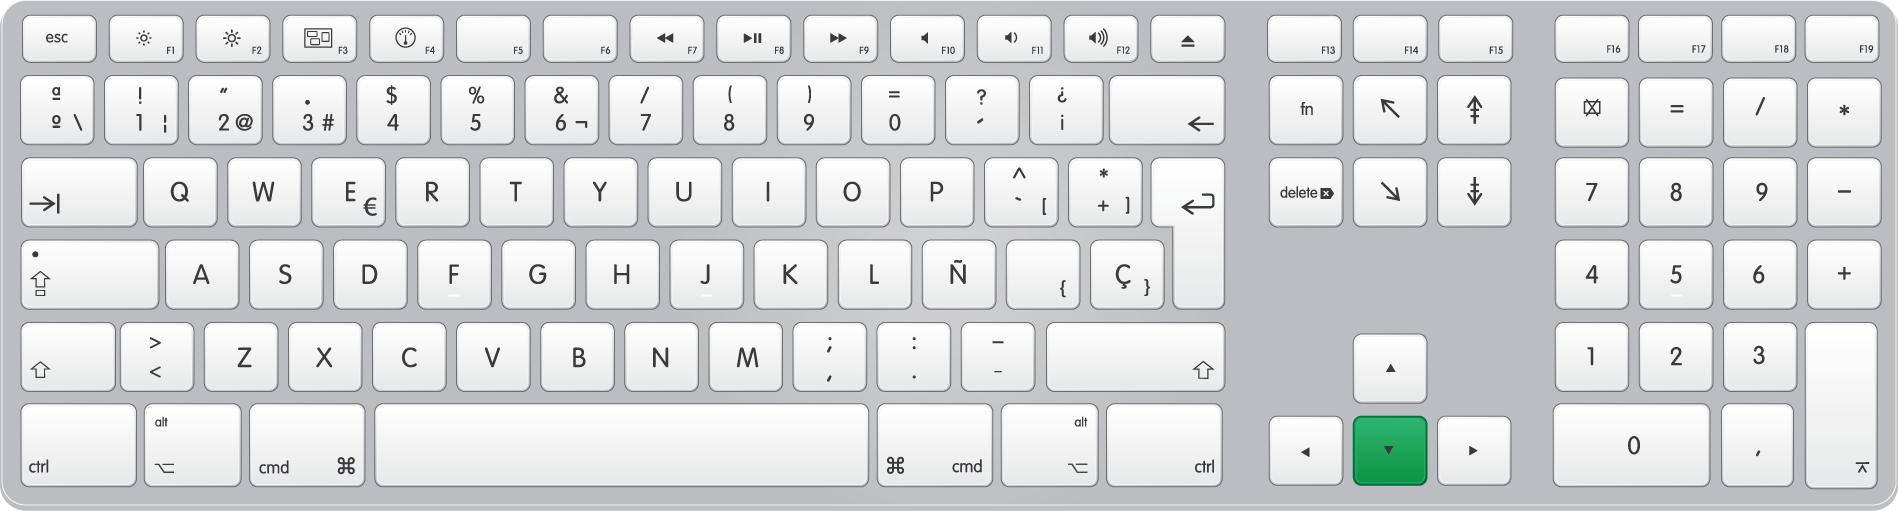 esc F1 F2 F3 F4 F5 F6 F7 F8 F9 F10 F11 F12 F13 F14 F15 F16 F17 F18 F19
ª ! ″ · $ % & / ( ) = ? ¿
º \ 1 ¦ 2 @ 3 # 4 5 6 ¬ 7 8 9 0 ´ ¡ ← fn = / *
Q W E € R T Y U I O P ^ ` [ * + ] delete 7 8 9 −
A S D F G H J K L Ñ { Ç } 4 5 6 +
> < Z X C V B N M ; , : . – - 1 2 3
ctrl alt cmd ⌘ ⌘ cmd alt ctrl 0 ,